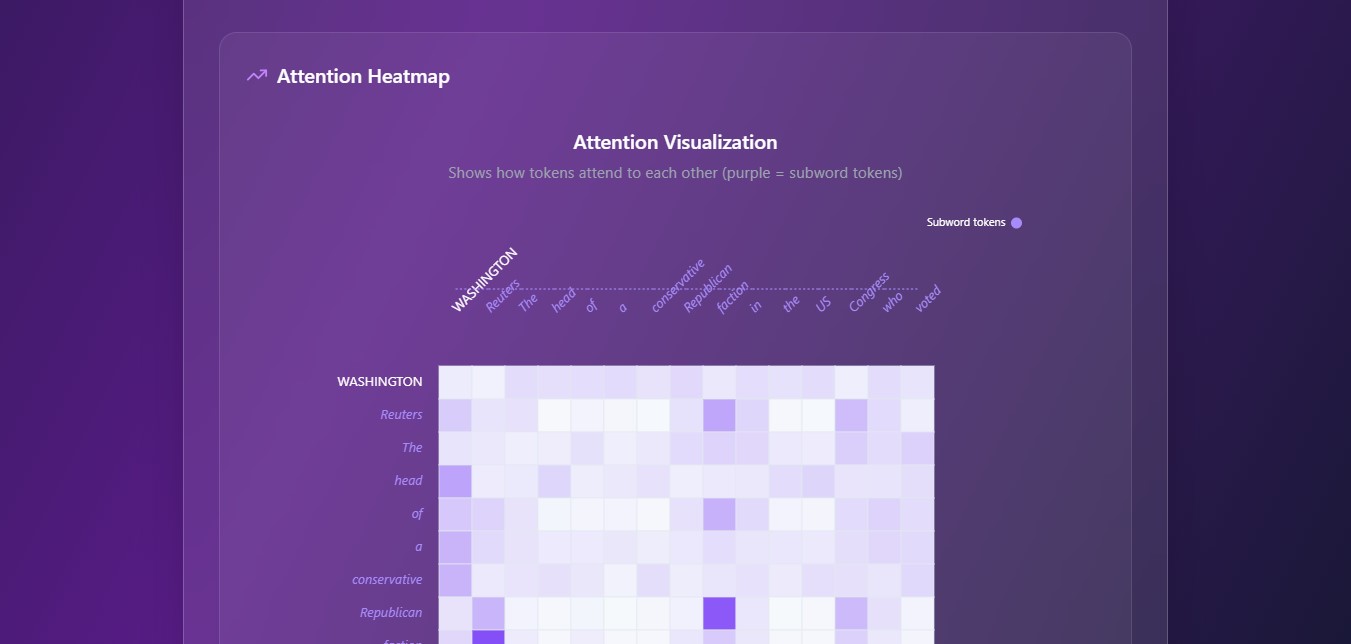 Attention Heatmap
Attention Visualization
Shows how tokens attend to each other (purple = subword tokens)
Subword tokens
WASHINGTON Reuters The head of a conservative Republican faction in the US Congress who voted
WASHINGTON
Reuters
The
head
of
a
conservative
Republican
faction